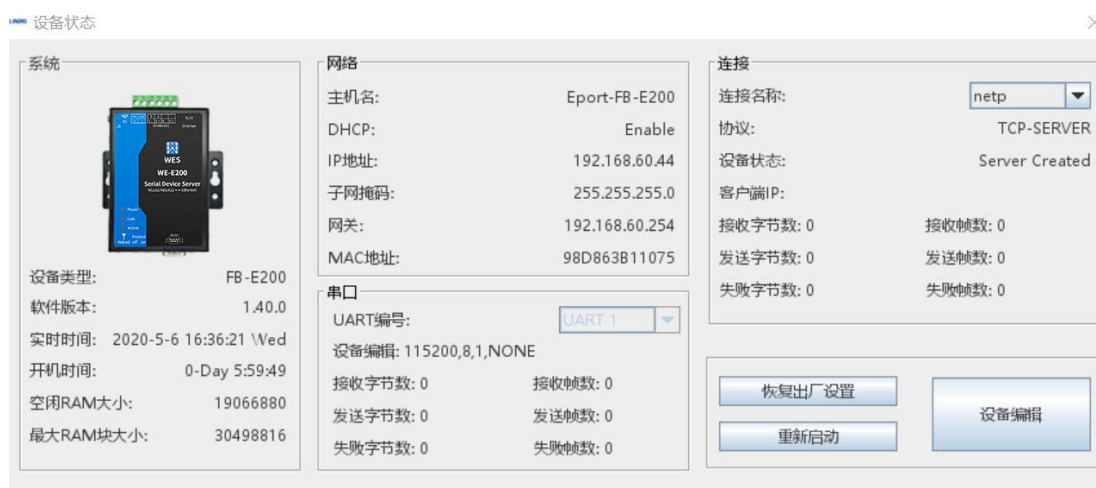 设备状态
系统
WES
WE-E200
Serial Device Server
设备类型: FB-E200
软件版本: 1.40.0
实时时间: 2020-5-6 16:36:21 Wed
开机时间: 0-Day 5:59:49
空闲RAM大小: 19066880
最大RAM块大小: 30498816
网络
主机名: Eport-FB-E200
DHCP: Enable
IP地址: 192.168.60.44
子网掩码: 255.255.255.0
网关: 192.168.60.254
MAC地址: 98D863B11075
串口
UART编号: UART 1
设备编辑: 115200,8,1,NONE
接收字节数: 0 接收帧数: 0
发送字节数: 0 发送帧数: 0
失败字节数: 0 失败帧数: 0
连接
连接名称: netp
协议: TCP-SERVER
设备状态: Server Created
客户端IP:
接收字节数: 0 接收帧数: 0
发送字节数: 0 发送帧数: 0
失败字节数: 0 失败帧数: 0
恢复出厂设置
重新启动
设备编辑